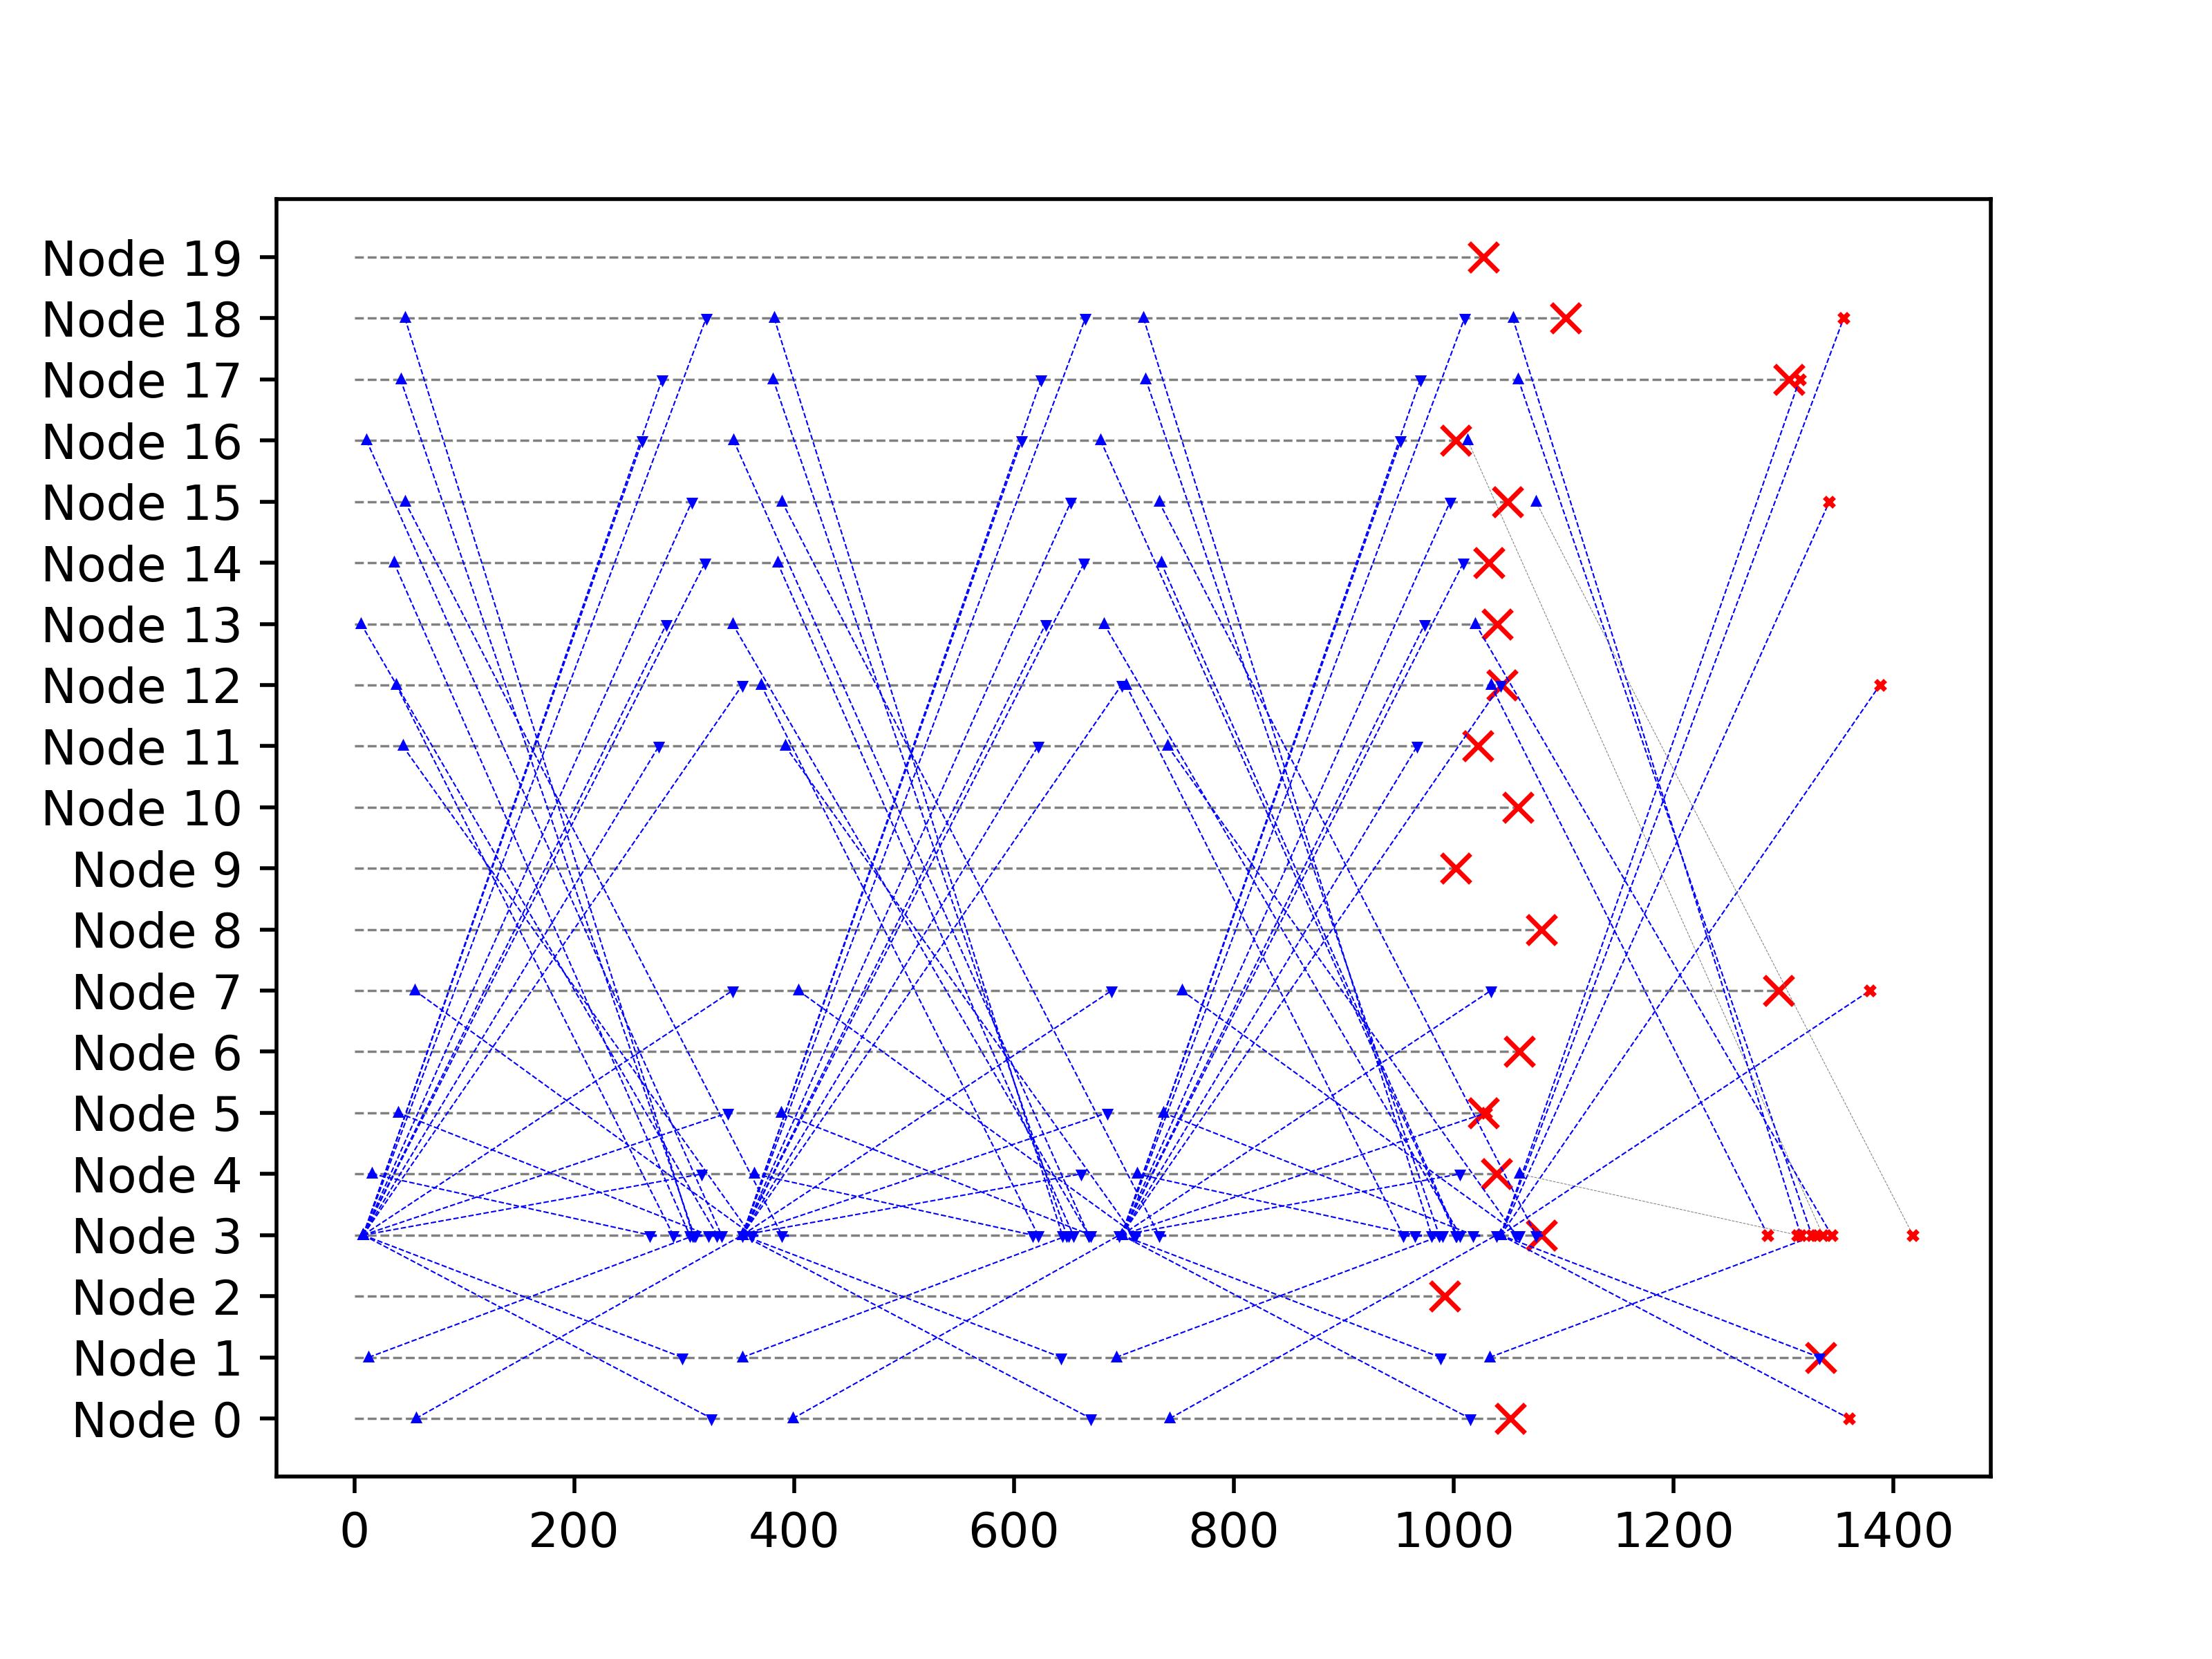 Node 19
Node 18
Node 17
Node 16
Node 15
Node 14
Node 13
Node 12
Node 11
Node 10
Node 9
Node 8
Node 7
Node 6
Node 5
Node 4
Node 3
Node 2
Node 1
Node 0
0 200 400 600 800 1000 1200 1400